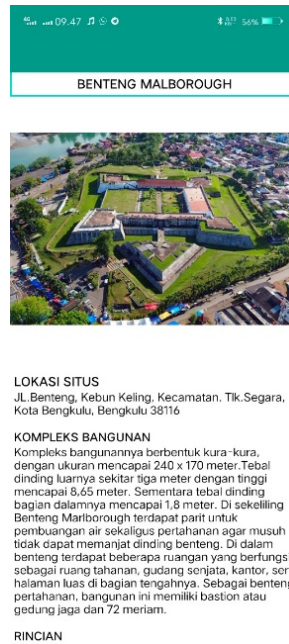 09.47
56%
BENTENG MALBOROUGH
LOKASI SITUS
JL.Benteng, Kebun Keling. Kecamatan. Tlk.Segara,
Kota Bengkulu, Bengkulu 38116
KOMPLEKS BANGUNAN
Kompleks bangunannya berbentuk kura-kura,
dengan ukuran mencapai 240 x 170 meter.Tebal
dinding luarnya sekitar tiga meter dengan tinggi
mencapai 8,65 meter. Sementara tebal dinding
bagian dalamnya mencapai 1,8 meter. Di sekeliling
Benteng Marlborough terdapat parit untuk
pembuangan air sekaligus pertahanan agar musuh
tidak dapat memanjat dinding benteng. Di dalam
benteng terdapat beberapa ruangan yang berfungsi
sebagai ruang tahanan, gudang senjata, kantor, ser
halaman luas di bagian tengahnya. Sebagai benteng
pertahanan, bangunan ini memiliki bastion atau
gedung jaga dan 72 meriam.
RINCIAN